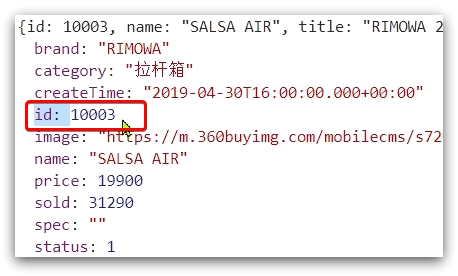 {id: 10003, name: "SALSA AIR", title: "RIMOWA 2
brand: "RIMOWA"
category: "拉杆箱"
createTime: "2019-04-30T16:00:00.000+00:00"
id: 10003
image: "https://m.360buyimg.com/mobilecms/s72
name: "SALSA AIR"
price: 19900
sold: 31290
spec: ""
status: 1